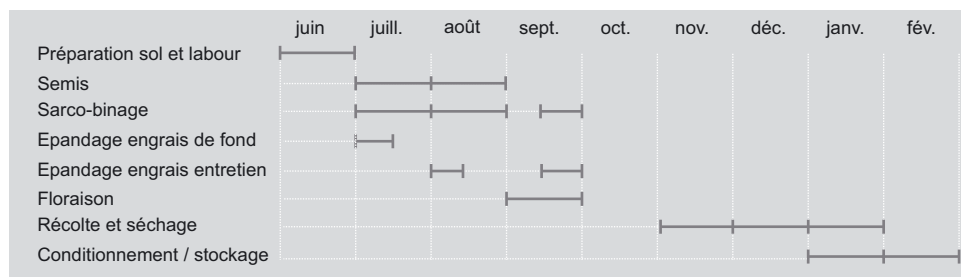 juin juill. août sept. oct. nov. déc. janv. fév.
Préparation sol et labour
Semis
Sarco-binage
Epandage engrais de fond
Epandage engrais entretien
Floraison
Récolte et séchage
Conditionnement / stockage